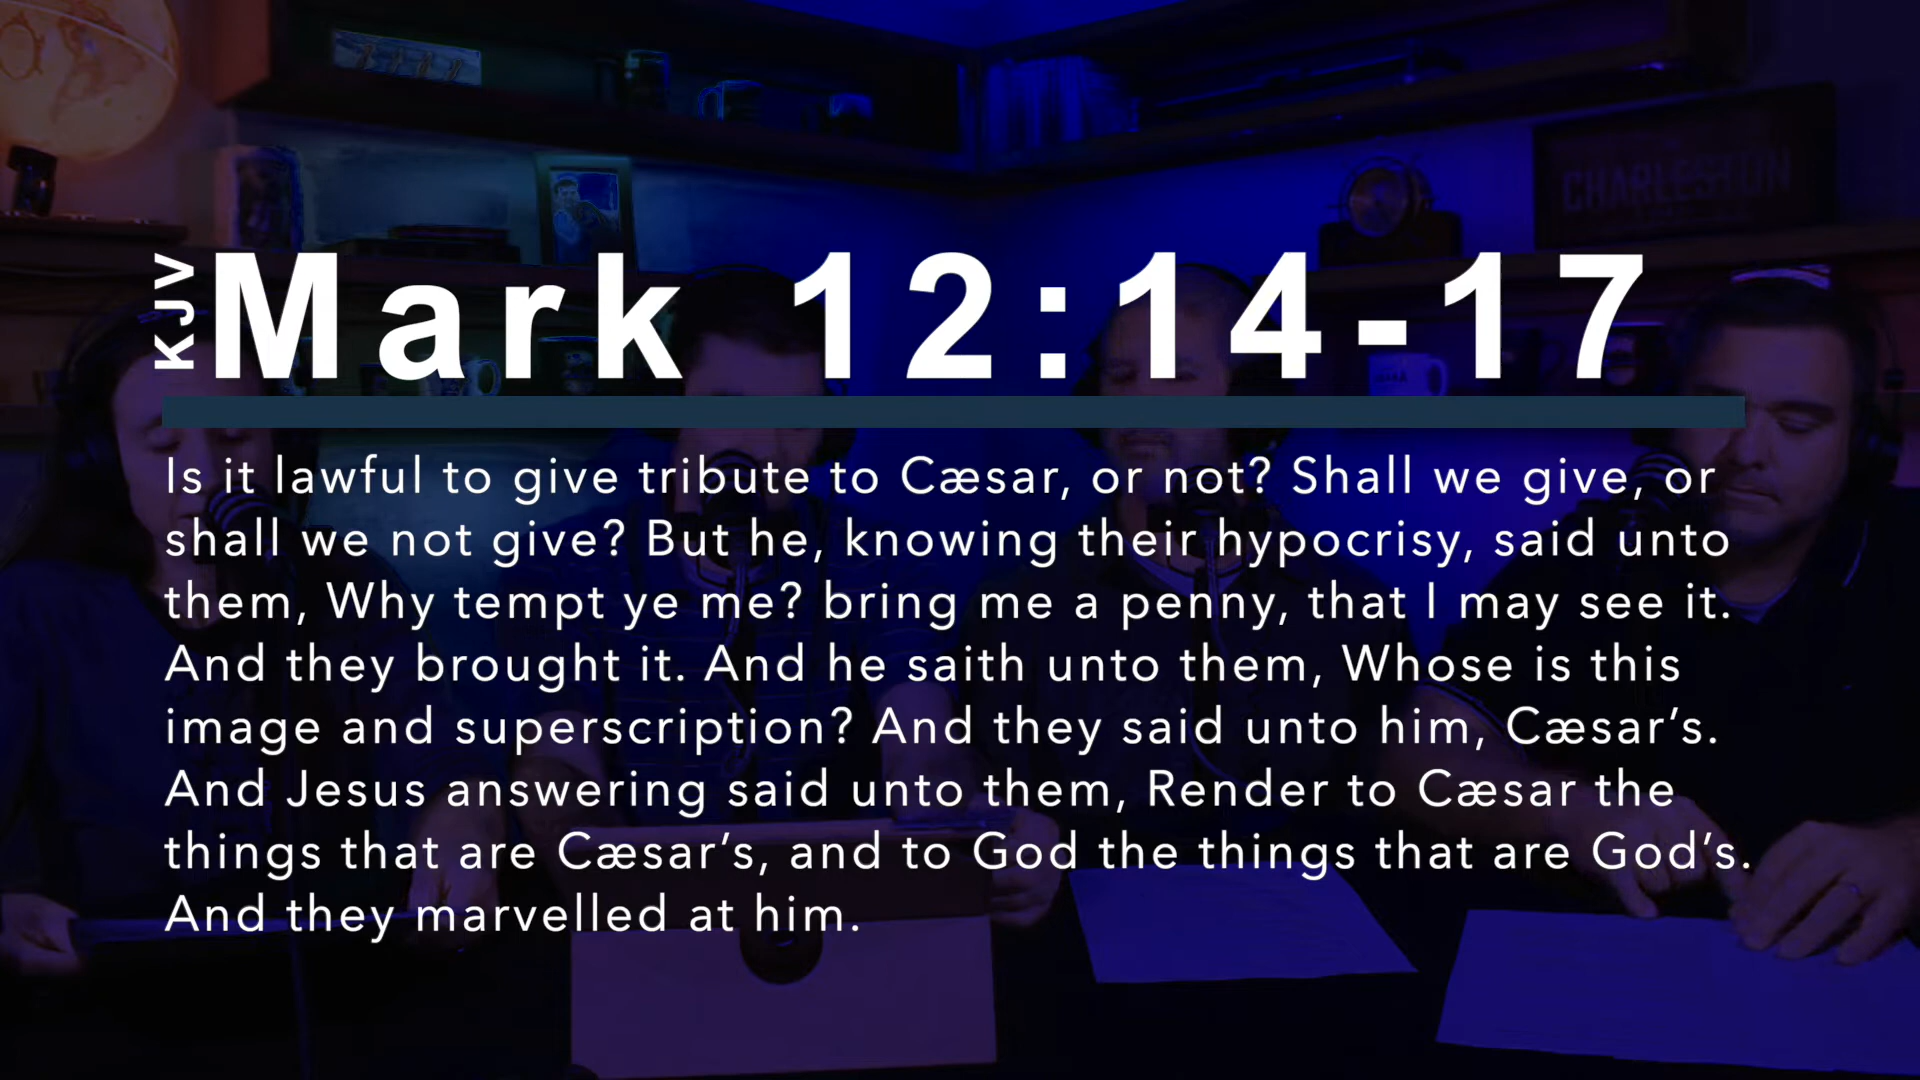 CHARLESTON
KJV
Mark 12:14-17
Is it lawful to give tribute to Cæsar, or not? Shall we give, or
shall we not give? But he, knowing their hypocrisy, said unto
them, Why tempt ye me? bring me a penny, that I may see it.
And they brought it. And he saith unto them, Whose is this
image and superscription? And they said unto him, Cæsar’s.
And Jesus answering said unto them, Render to Cæsar the
things that are Cæsar’s, and to God the things that are God’s.
And they marvelled at him.